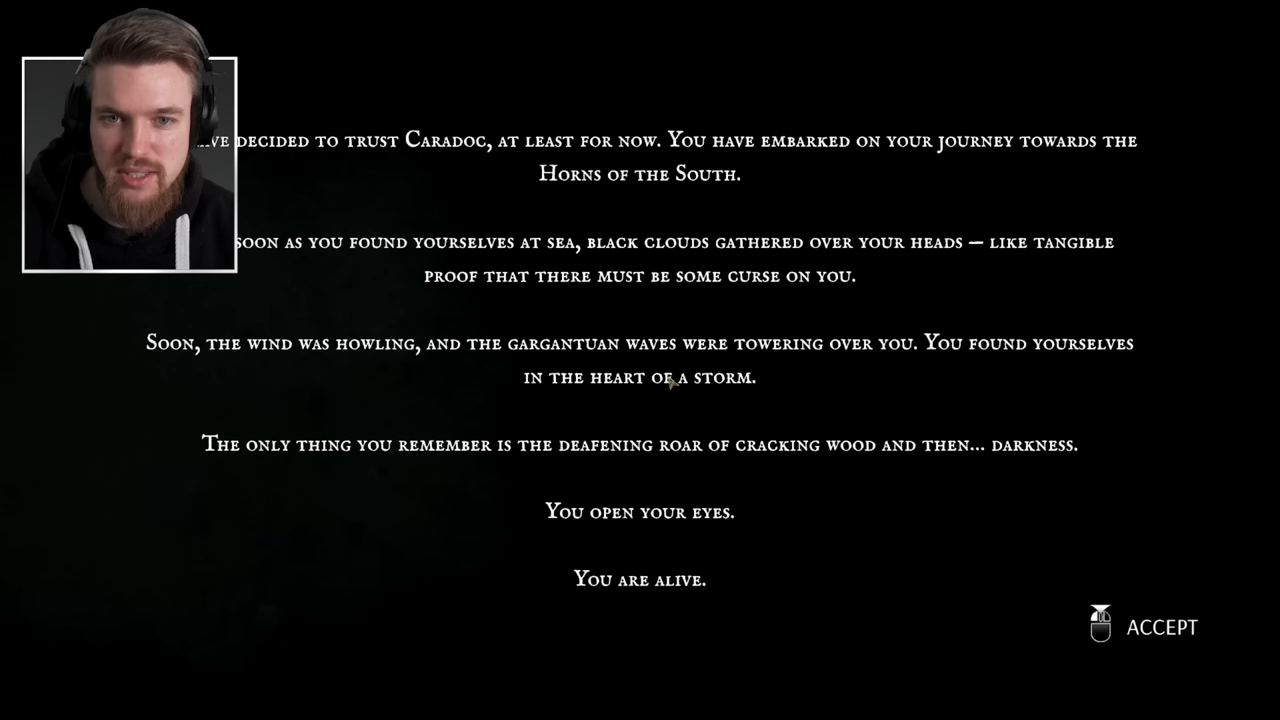 decided to trust Caradoc, at least for now. You have embarked on your journey towards the
Horns of the South.
soon as you found yourselves at sea, black clouds gathered over your heads — like tangible
proof that there must be some curse on you.
Soon, the wind was howling, and the gargantuan waves were towering over you. You found yourselves
in the heart of a storm.
The only thing you remember is the deafening roar of cracking wood and then... darkness.
You open your eyes.
You are alive.
ACCEPT